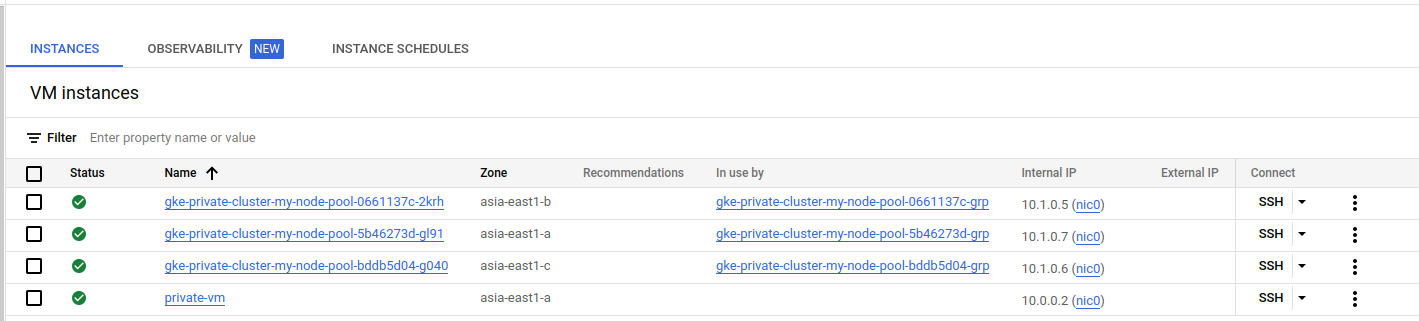 INSTANCES OBSERVABILITY NEW INSTANCE SCHEDULES
VM instances
Filter Enter property name or value
Status Name Zone Recommendations In use by Internal IP External IP Connect
gke-private-cluster-my-node-pool-0661137c-2krh asia-east1-b gke-private-cluster-my-node-pool-0661137c-grp 10.1.0.5 (nic0) SSH
gke-private-cluster-my-node-pool-5b46273d-gl91 asia-east1-a gke-private-cluster-my-node-pool-5b46273d-grp 10.1.0.7 (nic0) SSH
gke-private-cluster-my-node-pool-bddb5d04-g040 asia-east1-c gke-private-cluster-my-node-pool-bddb5d04-grp 10.1.0.6 (nic0) SSH
private-vm asia-east1-a 10.0.0.2 (nic0) SSH